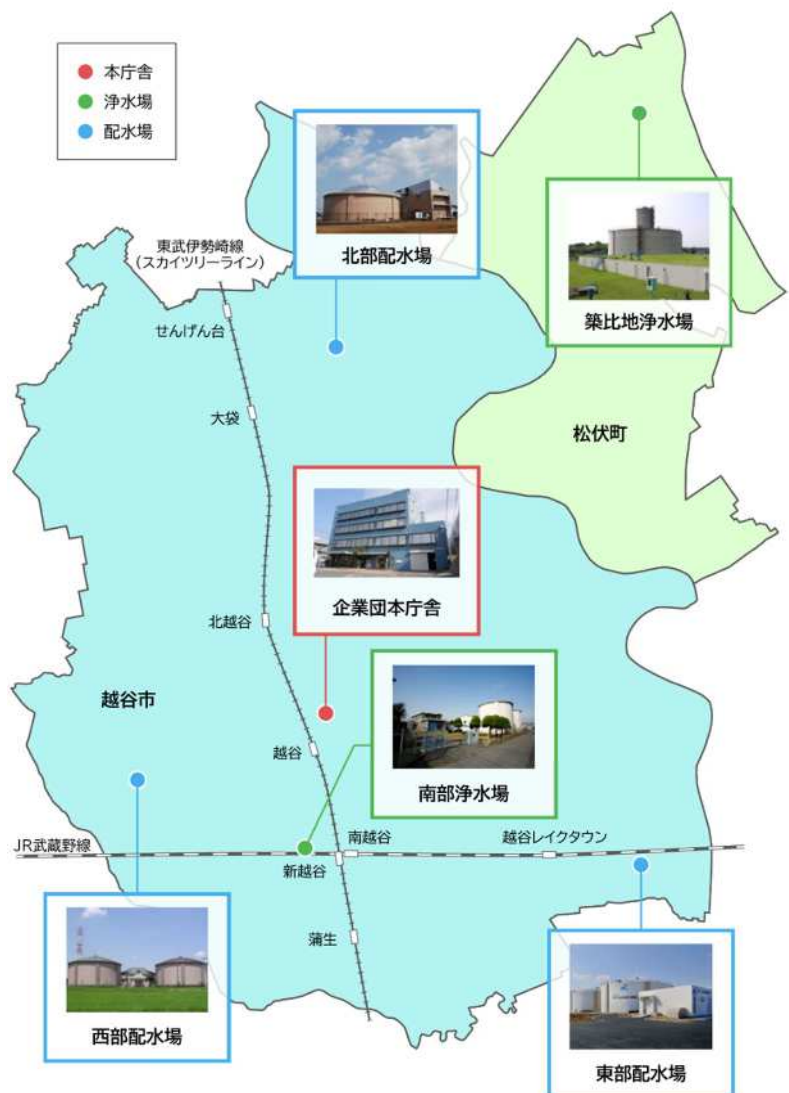 本庁舎
浄水場
配水場
北部配水場
築比地浄水場
東武伊勢崎線
(スカイツリーライン)
せんげん台
大袋
松伏町
企業団本庁舎
北越谷
越谷市
越谷
南部浄水場
JR武蔵野線
南越谷
越谷レイクタウン
新越谷
蒲生
西部配水場
東部配水場